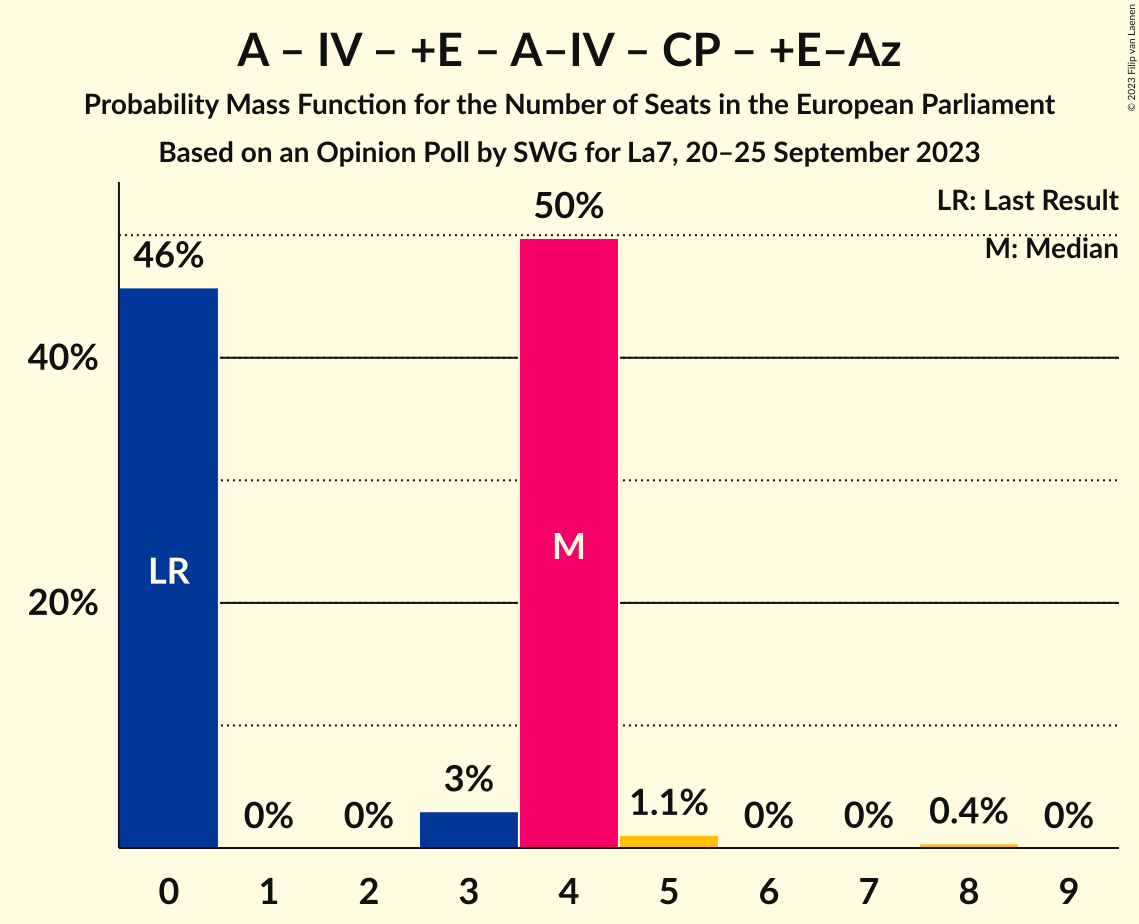 A – IV – +E – A–IV – CP – +E–Az
Probability Mass Function for the Number of Seats in the European Parliament
Based on an Opinion Poll by SWG for La7, 20–25 September 2023
© 2023 Filip van Laenen
LR: Last Result
M: Median
50%
46%
40%
20%
LR
M
3%
0%
0%
1.1%
0%
0%
0.4%
0%
0
1
2
3
4
5
6
7
8
9